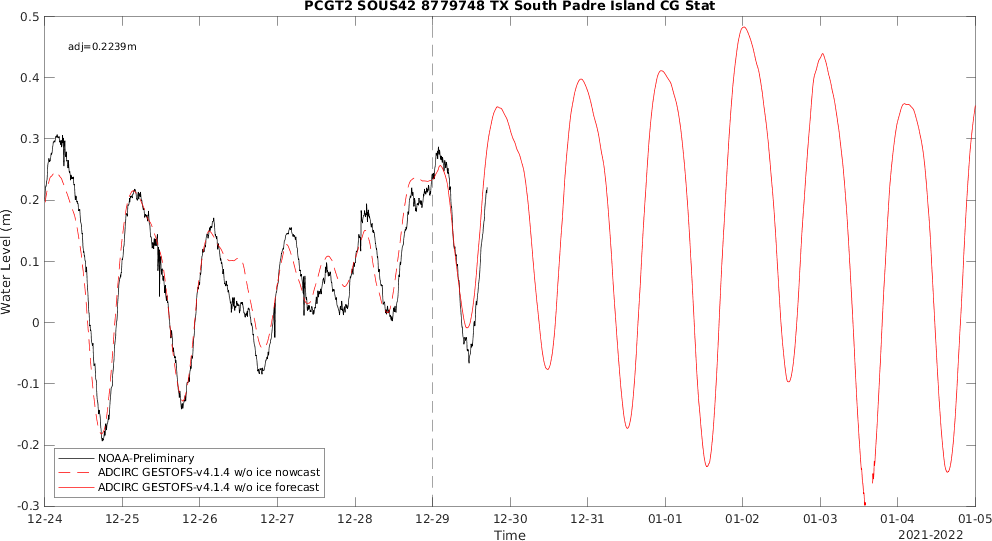 PCGT2 SOUS42 8779748 TX South Padre Island CG Stat
adj=0.2239m
0.5
0.4
0.3
0.2
0.1
0
-0.1
-0.2
-0.3
Water Level (m)
NOAA-Preliminary
ADCIRC GESTOFS-v4.1.4 w/o ice nowcast
ADCIRC GESTOFS-v4.1.4 w/o ice forecast
12-24 12-25 12-26 12-27 12-28 12-29 12-30 12-31 01-01 01-02 01-03 01-04 01-05
Time
2021-2022